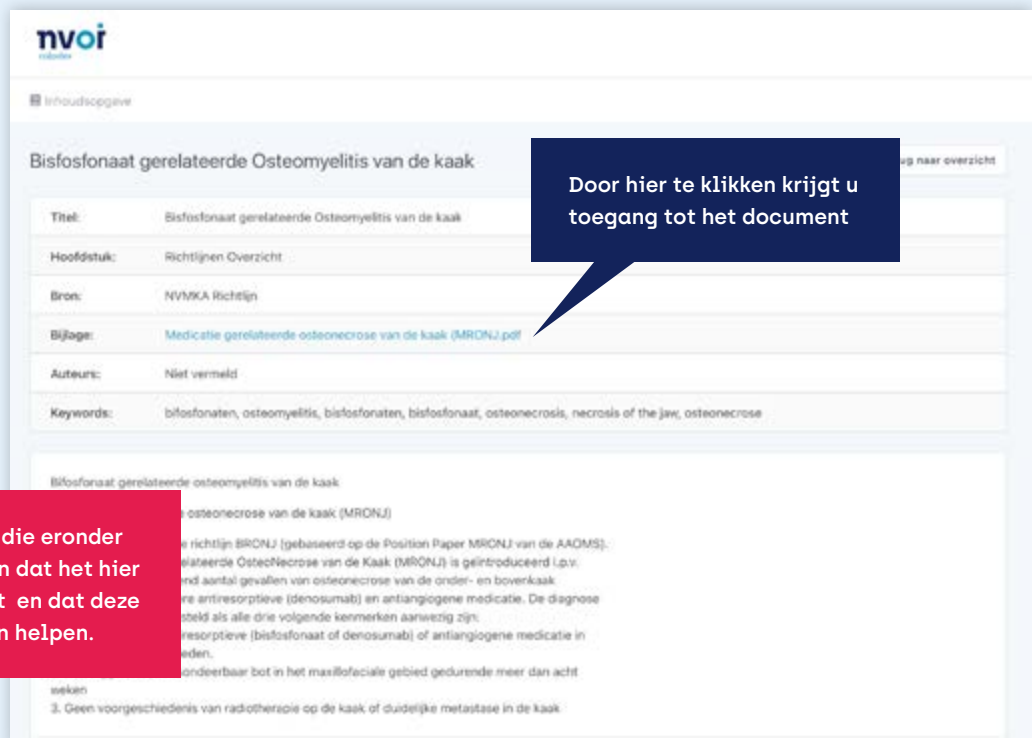 nvoi
Inhoudsopgave
Bisfosfonaat gerelateerde Osteomyelitis van de kaak
ug naar overzicht
Door hier te klikken krijgt u
toegang tot het document
Titel: Bisfosfonaat gerelateerde Osteomyelitis van de kaak
Hoofdstuk: Richtlijnen Overzicht
Bron: NVMKA Richtlijn
Bijlage: Medicatie gerelateerde osteonecrose van de kaak (MRONJ.pdf
Auteurs: Niet vermeld
Keywords: bifosfonaten, osteomyelitis, bisfosfonaten, bisfosfonaat, osteonecrosis, necrosis of the jaw, osteonecrose
Bifosfonaat gerelateerde osteomyelitis van de kaak
osteonecrose van de kaak (MRONJ)
die eronder
n dat het hier
t en dat deze
n helpen.
e richtlijn BRONJ (gebaseerd op de Position Paper MRONJ van de AAOMS).
elateerde OsteoNecrose van de Kaak (MRONJ) is geïntroduceerd i.p.v.
end aantal gevallen van osteonecrose van de onder- en bovenkaak
re antiresorptieve (denosumab) en antiangiogene medicatie. De diagnose
steld als alle drie volgende kenmerken aanwezig zijn:
resorptieve (bisfosfonaat of denosumab) of antiangiogene medicatie in
eden.
ondeerbaar bot in het maxillofaciale gebied gedurende meer dan acht
weken
3. Geen voorgeschiedenis van radiotherapie op de kaak of duidelijke metastase in de kaak